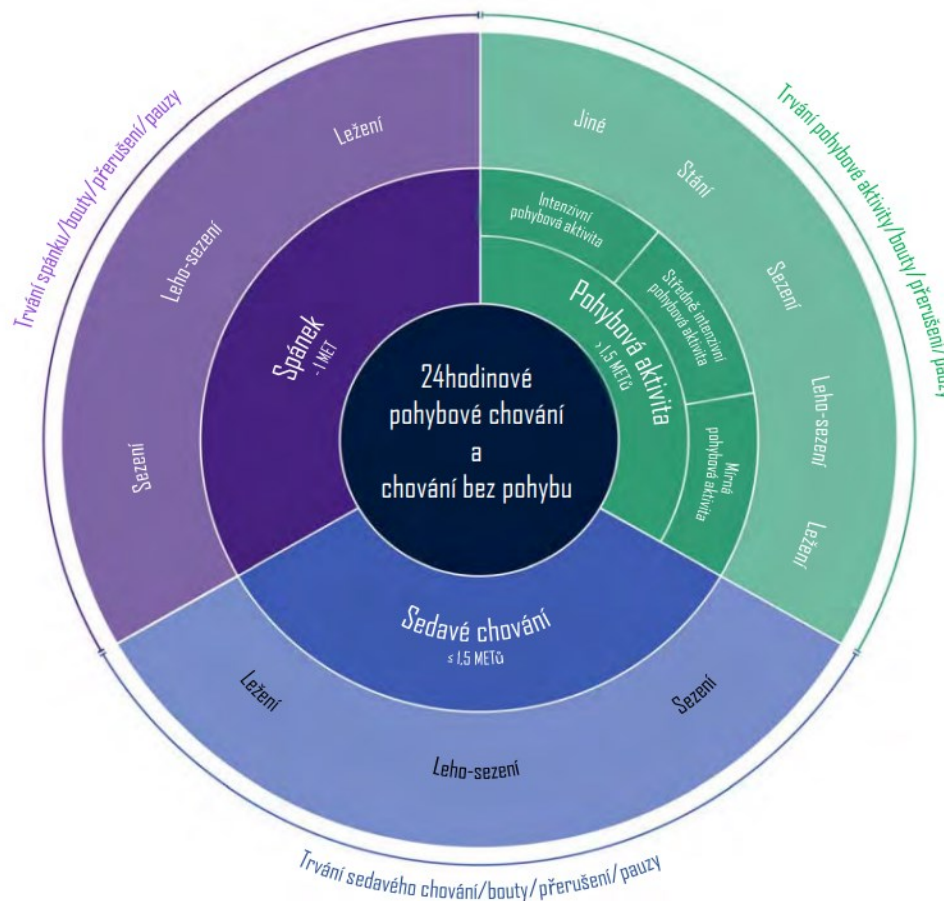 24hodinové
pohybové chování
a
chování bez pohybu
Spánek
~ 1 MET
Ležení
Leho-sezení
Sezení
Trvání spánku/bouty/přerušení/pauzy
Pohybová aktivita
> 1,5 METů
Intenzivní
pohybová aktivita
Středně intenzivní
pohybová aktivita
Mírná
pohybová aktivita
Jiné
Stání
Sezení
Leho-sezení
Ležení
Trvání pohybové aktivity/bouty/přerušení/pauzy
Sedavé chování
≤ 1,5 METů
Ležení
Leho-sezení
Sezení
Trvání sedavého chování/bouty/přerušení/pauzy